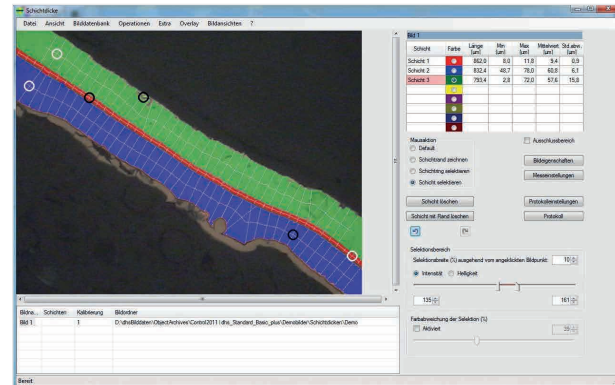 Schichtdicke
Datei Ansicht Bilddatenbank Operationen Extra Overlay Bildansichten ?
Bild 1
Schicht Farbe Länge [µm] Min [µm] Max [µm] Mittelwert [µm] Std.abw. [µm]
Schicht 1 862,0 8,0 11,8 9,4 0,9
Schicht 2 832,4 48,7 78,0 60,8 6,1
Schicht 3 793,4 2,8 72,0 57,6 15,8
Mausaktion
Ausschlussbereich
Default
Schichtrand zeichnen
Bildeigenschaften
Schichtring selektieren
Messeinstellungen
Schicht selektieren
Schicht löschen
Protokolleinstellungen
Schicht mit Rand löschen
Protokoll
Selektionsbereich
Selektionsbreite (%) ausgehend vom angeklickten Bildpunkt: 10
Intensität Helligkeit
135 161
Farbabweichung der Selektion (%)
Aktiviert
Bildna... Schichten Kalibrierung Bildordner
Bild 1 1 D:\dhsBilddaten\ObjectArchives\Control2011\dhs_Standard_Basic_plus\Demobilder\Schichtdicken\Demo
Bereit